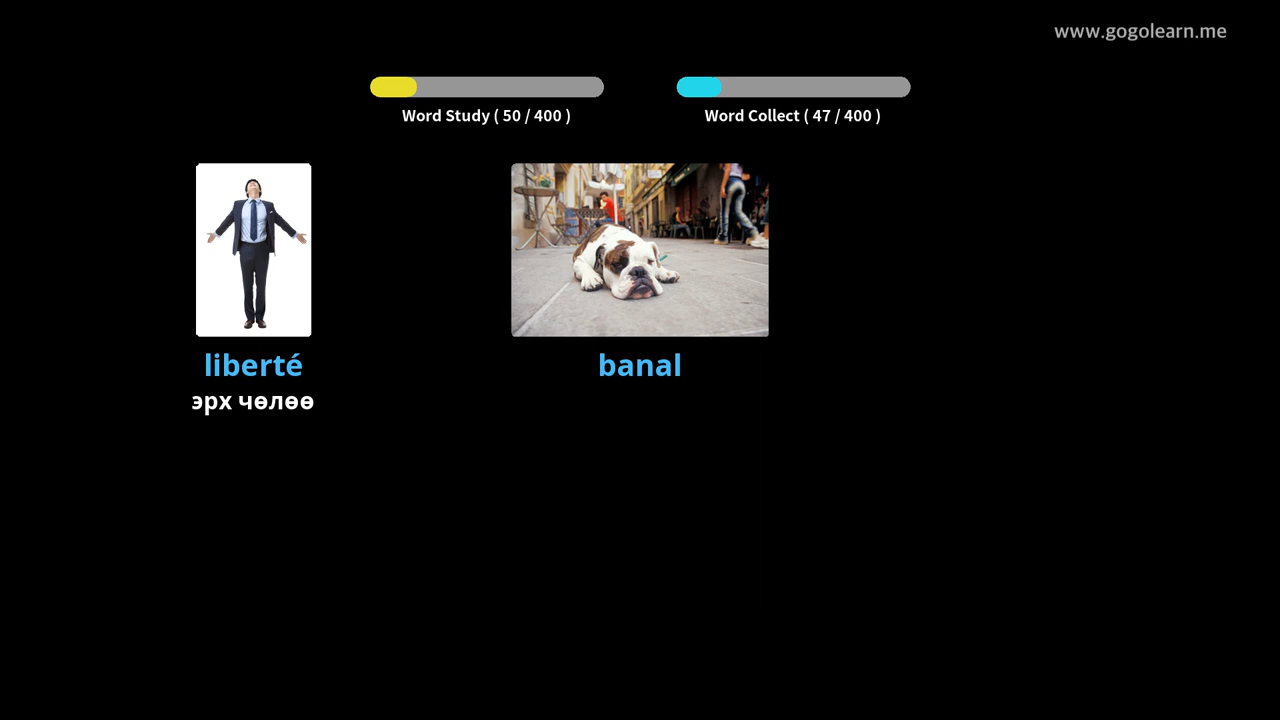 www.gogolearn.me
Word Study ( 50 / 400 )
Word Collect ( 47 / 400 )
liberté
эрх чөлөө
banal